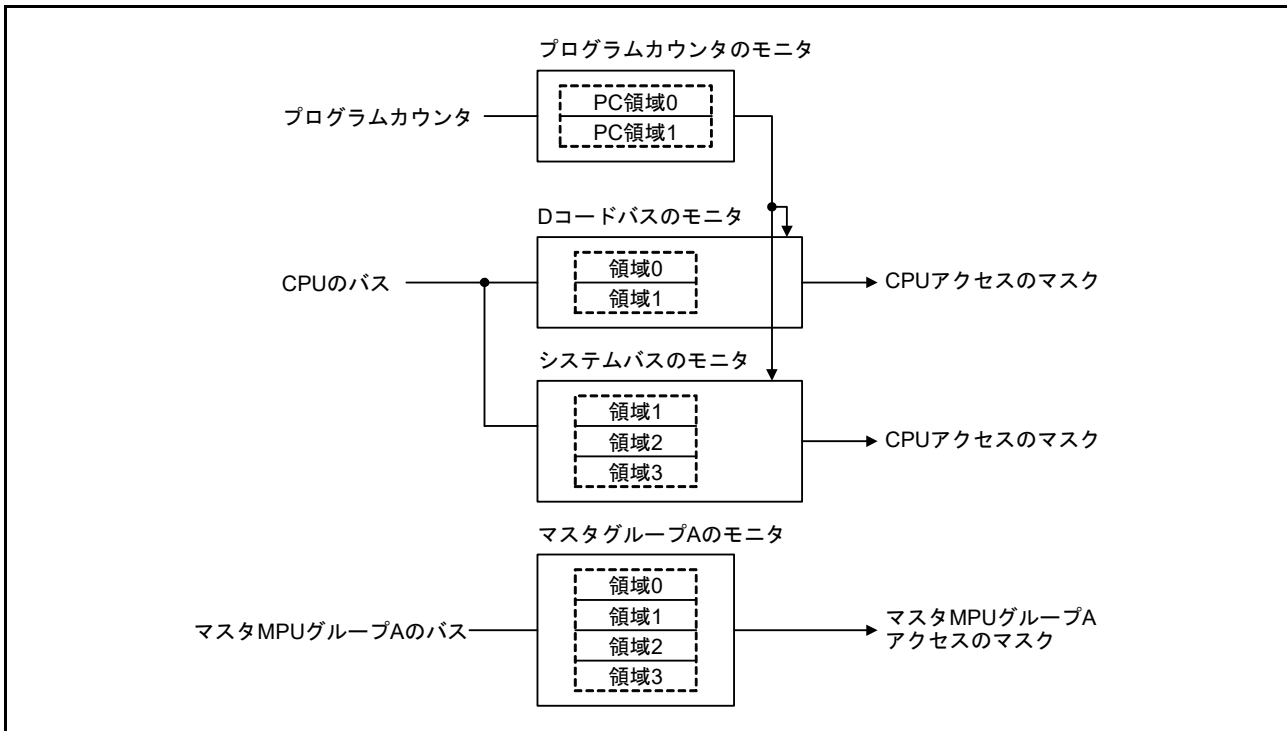 プログラムカウンタのモニタ
プログラムカウンタ
PC領域0
PC領域1
Dコードバスのモニタ
CPUのバス
領域0
領域1
CPUアクセスのマスク
システムバスのモニタ
領域1
領域2
領域3
CPUアクセスのマスク
マスタグループAのモニタ
マスタMPUグループAのバス
領域0
領域1
領域2
領域3
マスタMPUグループA
アクセスのマスク